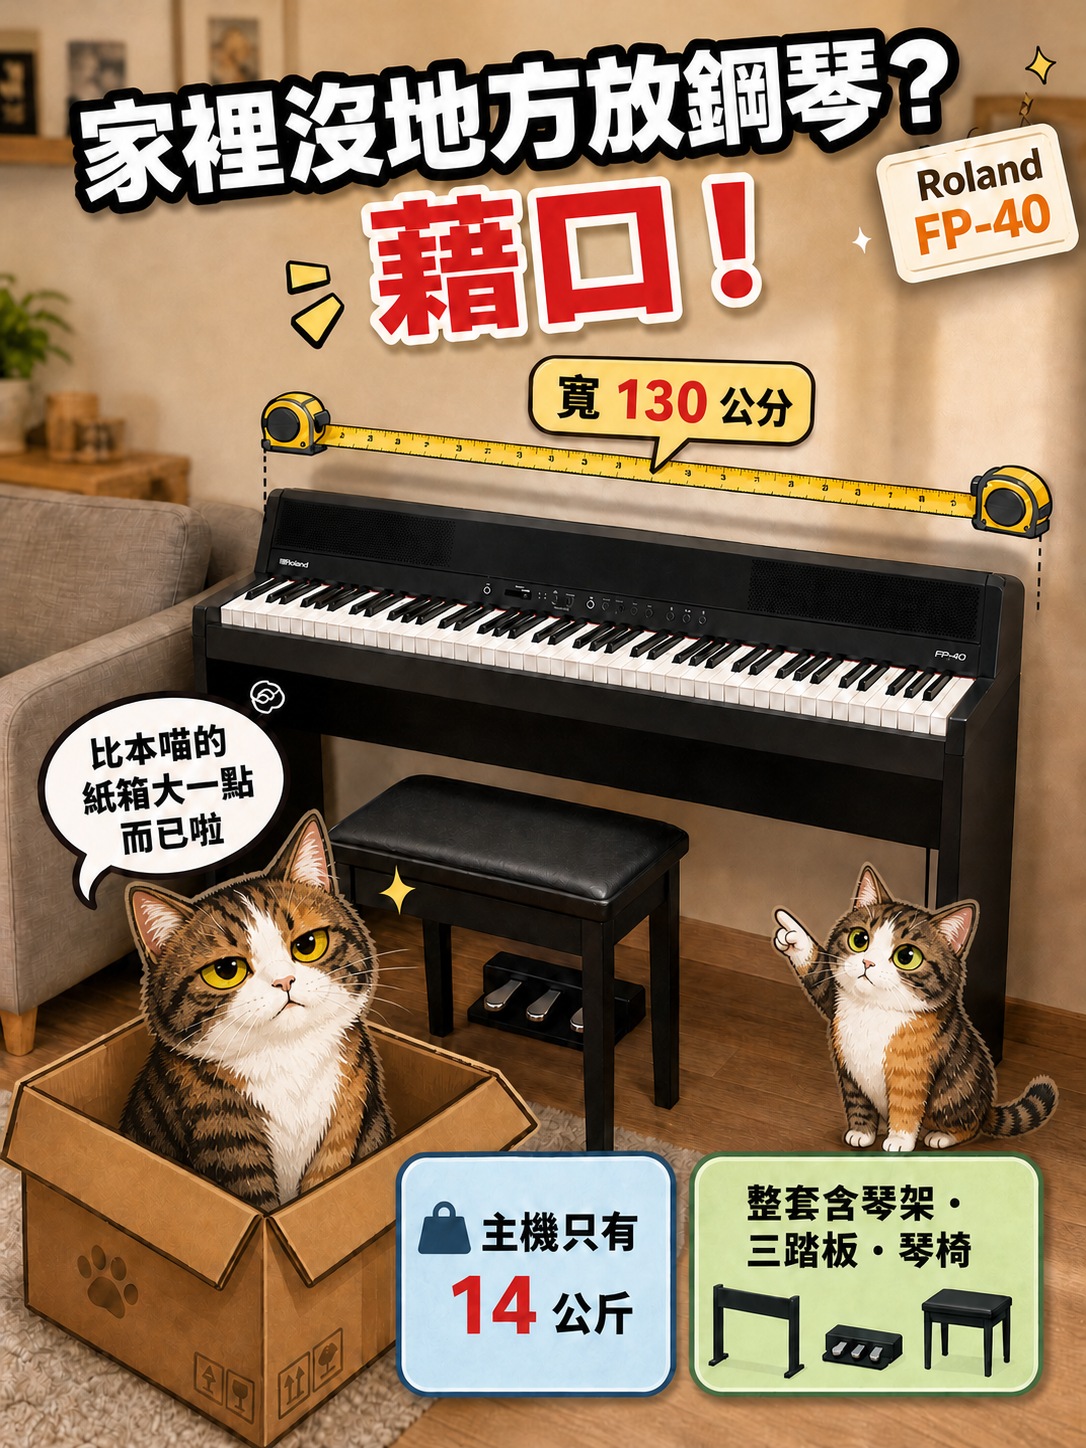 家裡沒地方放鋼琴？
藉口！
Roland
FP-40
寬 130 公分
Roland
FP-40
比本喵的
紙箱大一點
而已啦
主機只有
14 公斤
整套含琴架・
三踏板・琴椅